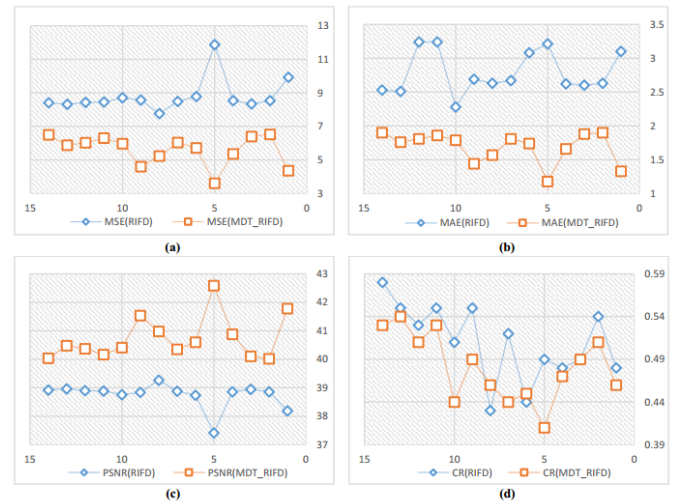 13
11
9
7
5
3
15 10 5 0
MSE(RIFD) MSE(MDT_RIFD)
(a)
3.5
3
2.5
2
1.5
1
15 10 5 0
MAE(RIFD) MAE(MDT_RIFD)
(b)
43
42
41
40
39
38
37
15 10 5 0
PSNR(RIFD) PSNR(MDT_RIFD)
(c)
0.59
0.54
0.49
0.44
0.39
15 10 5 0
CR(RIFD) CR(MDT_RIFD)
(d)